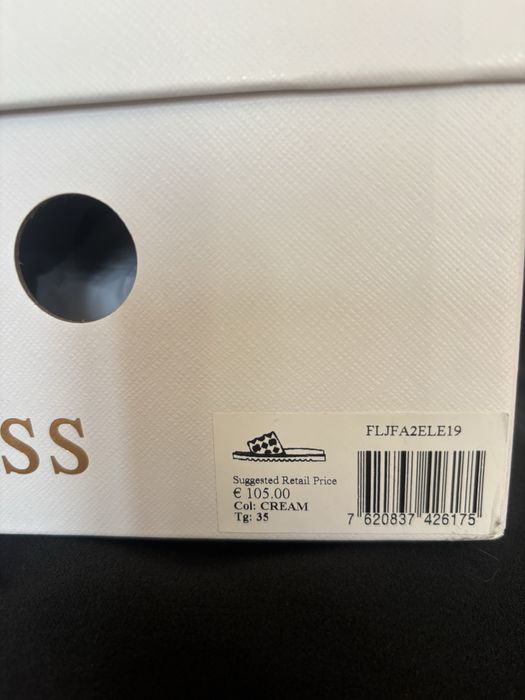 SS
FLJFA2ELE19
Suggested Retail Price
€ 105.00
Col: CREAM
Tg: 35
7 620837 426175